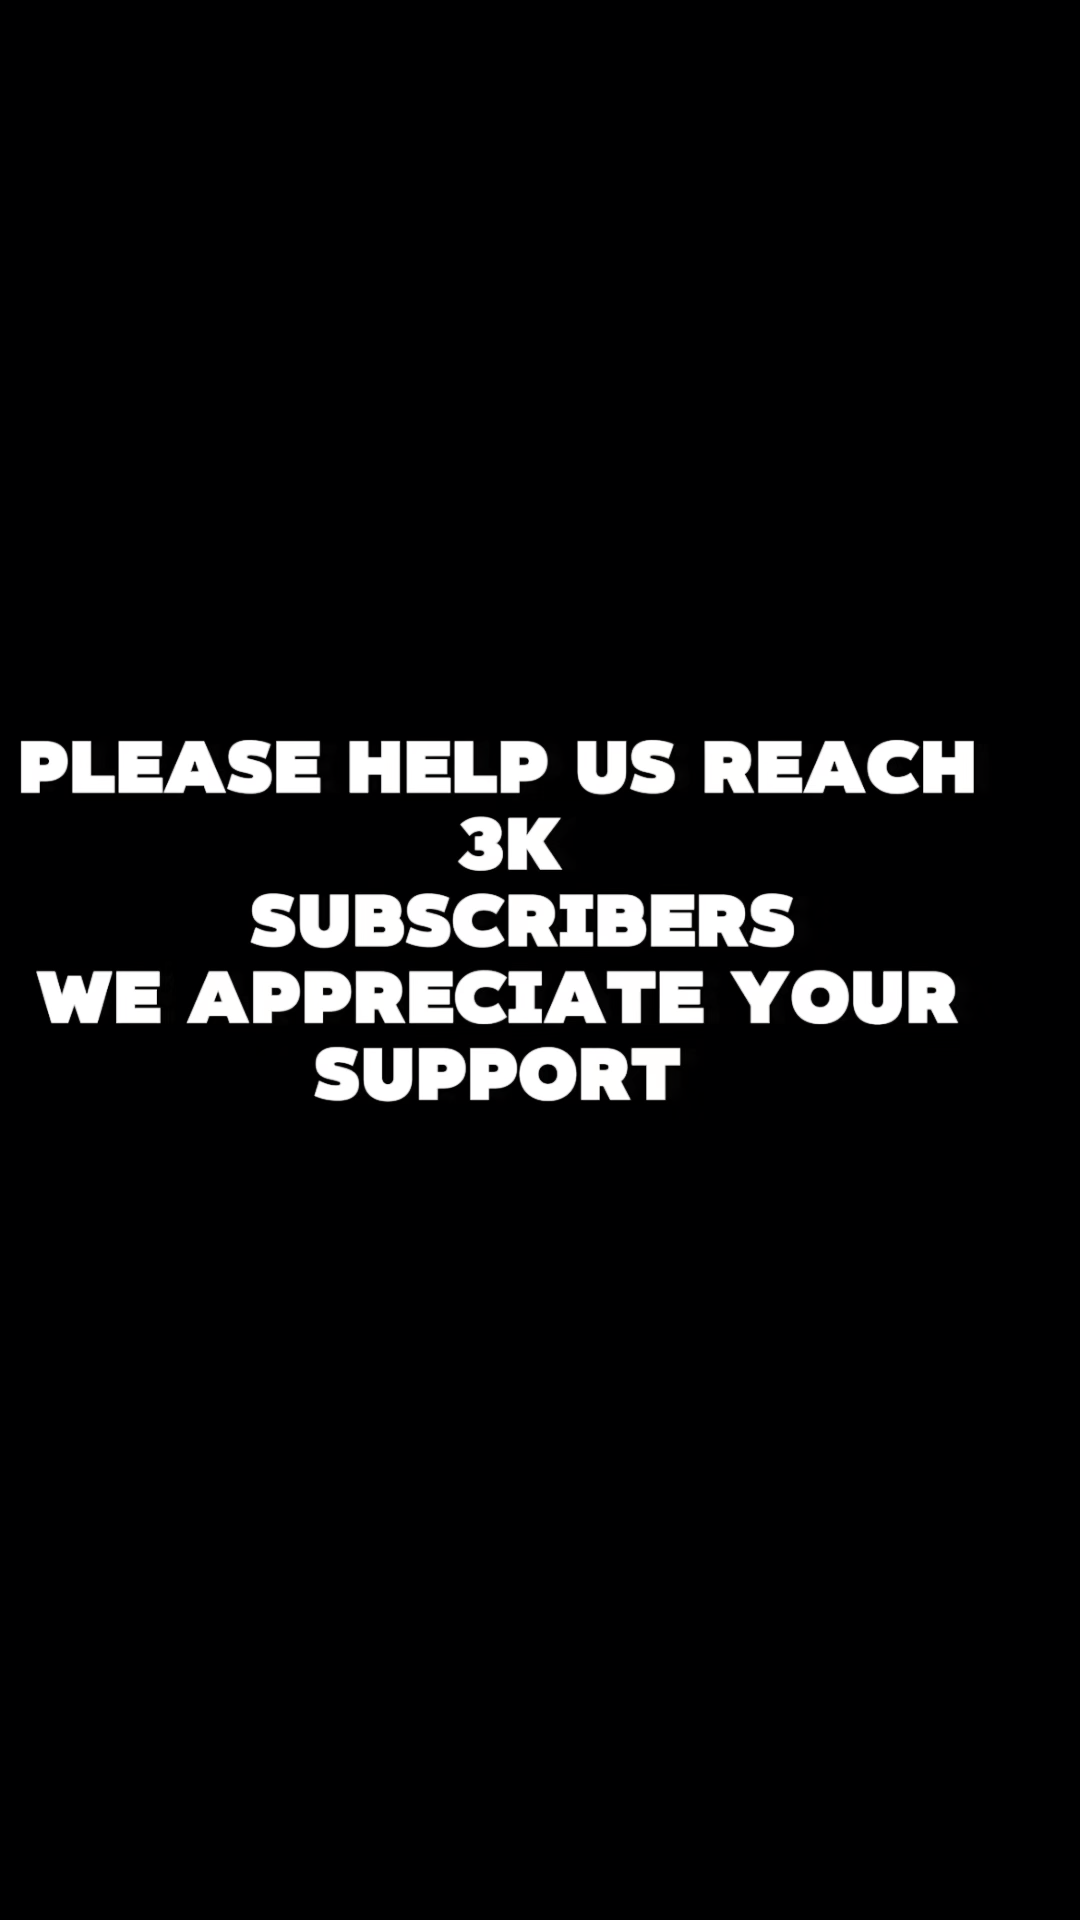 PLEASE HELP US REACH
3K
SUBSCRIBERS
WE APPRECIATE YOUR
SUPPORT